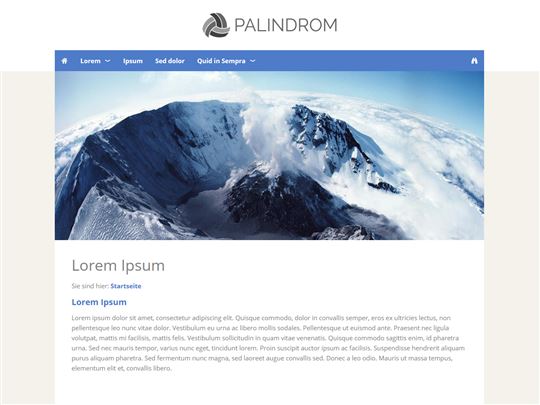 PALINDROM
Lorem Ipsum Sed dolor Quid in Sempra
Lorem Ipsum
Sie sind hier: Startseite
Lorem Ipsum
Lorem ipsum dolor sit amet, consectetur adipiscing elit. Quisque commodo, dolor in convallis semper, eros ex ultricies lectus, non
pellentesque leo nunc vitae dolor. Vestibulum eu urna ac libero mollis sodales. Pellentesque ut euismod ante. Praesent nec ligula
volutpat, mattis mi facilisis, mattis felis. Vestibulum sollicitudin in quam vitae venenatis. Quisque commodo sagittis enim, id pharetra
urna. Sed nec mauris tempor, varius nunc eget, tincidunt lorem. Proin suscipit auctor ipsum ac facilisis. Suspendisse hendrerit aliquam
purus aliquam pharetra. Sed fermentum nunc magna, sed laoreet augue convallis sed. Donec a leo odio. Mauris ut massa tempus,
elementum elit et, convallis libero.